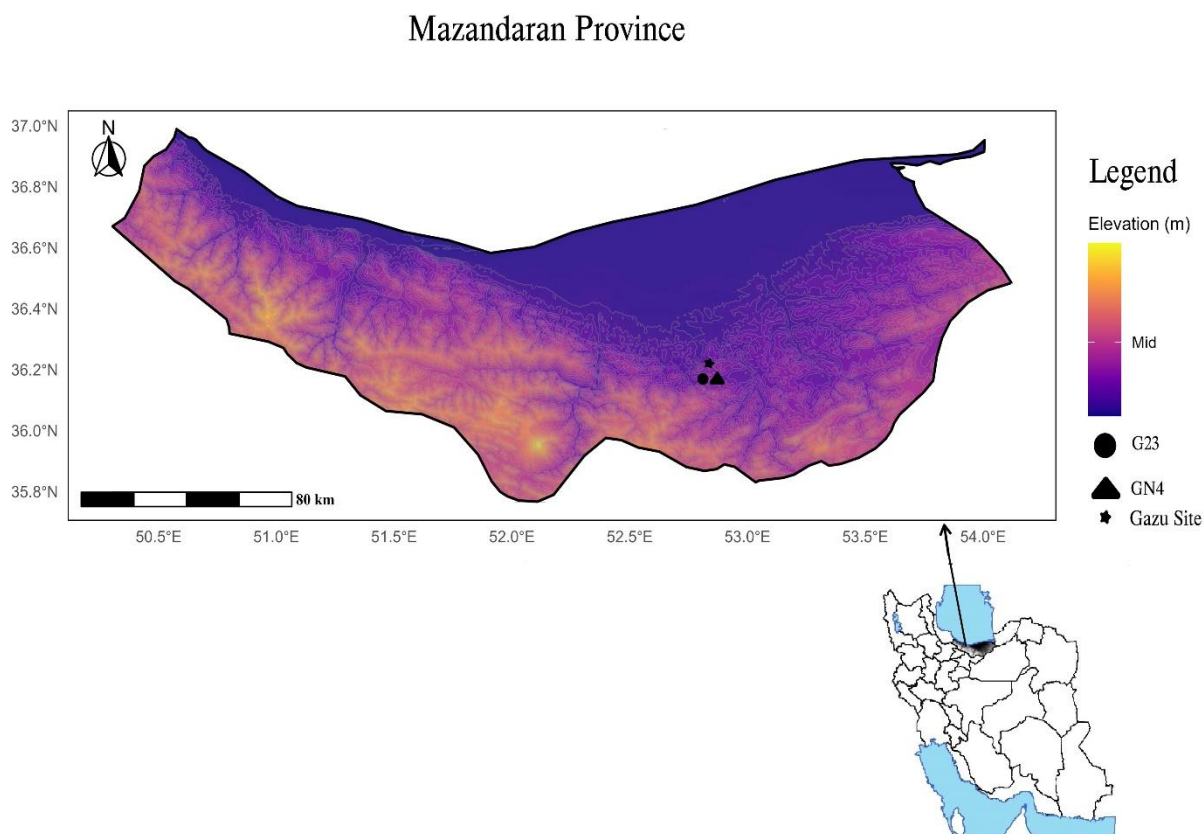 Mazandaran Province
37.0°N
36.8°N
36.6°N
36.4°N
36.2°N
36.0°N
35.8°N
N
80 km
50.5°E
51.0°E
51.5°E
52.0°E
52.5°E
53.0°E
53.5°E
54.0°E
Legend
Elevation (m)
Mid
G23
GN4
Gazu Site